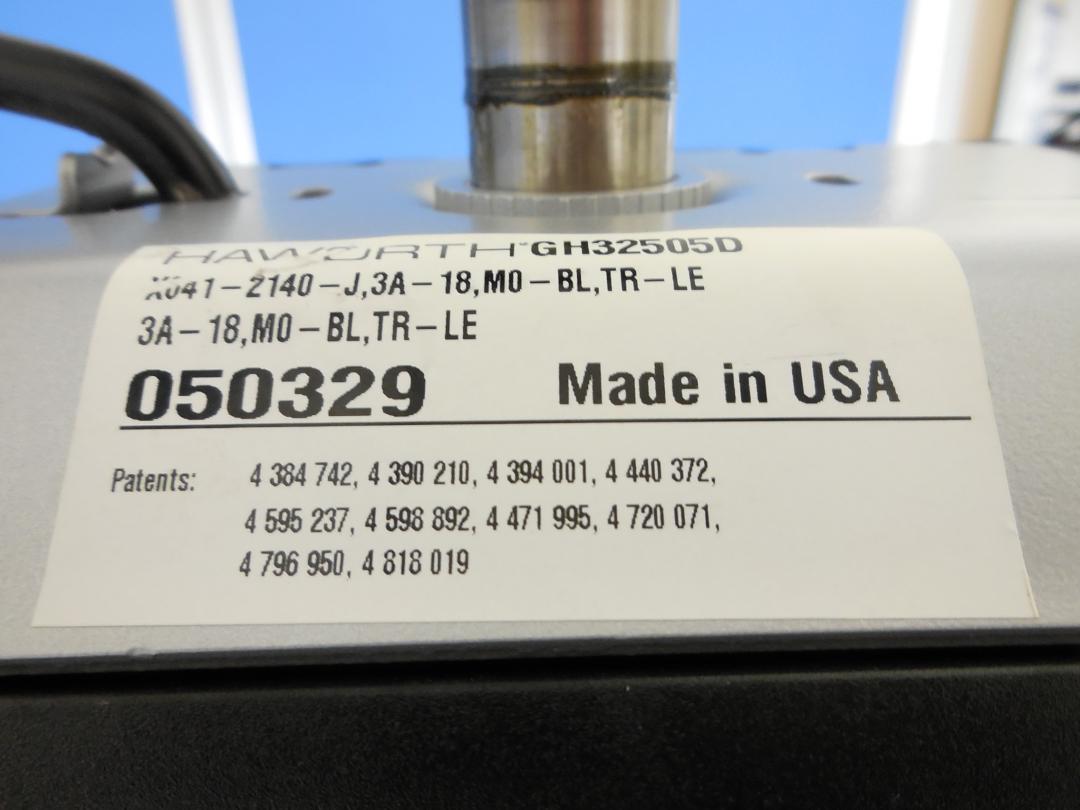 HAWORTH® GH32505D
X041-2140-J,3A-18,M0-BL,TR-LE
3A-18,M0-BL,TR-LE
050329 Made in USA
Patents: 4 384 742, 4 390 210, 4 394 001, 4 440 372,
4 595 237, 4 598 892, 4 471 995, 4 720 071,
4 796 950, 4 818 019